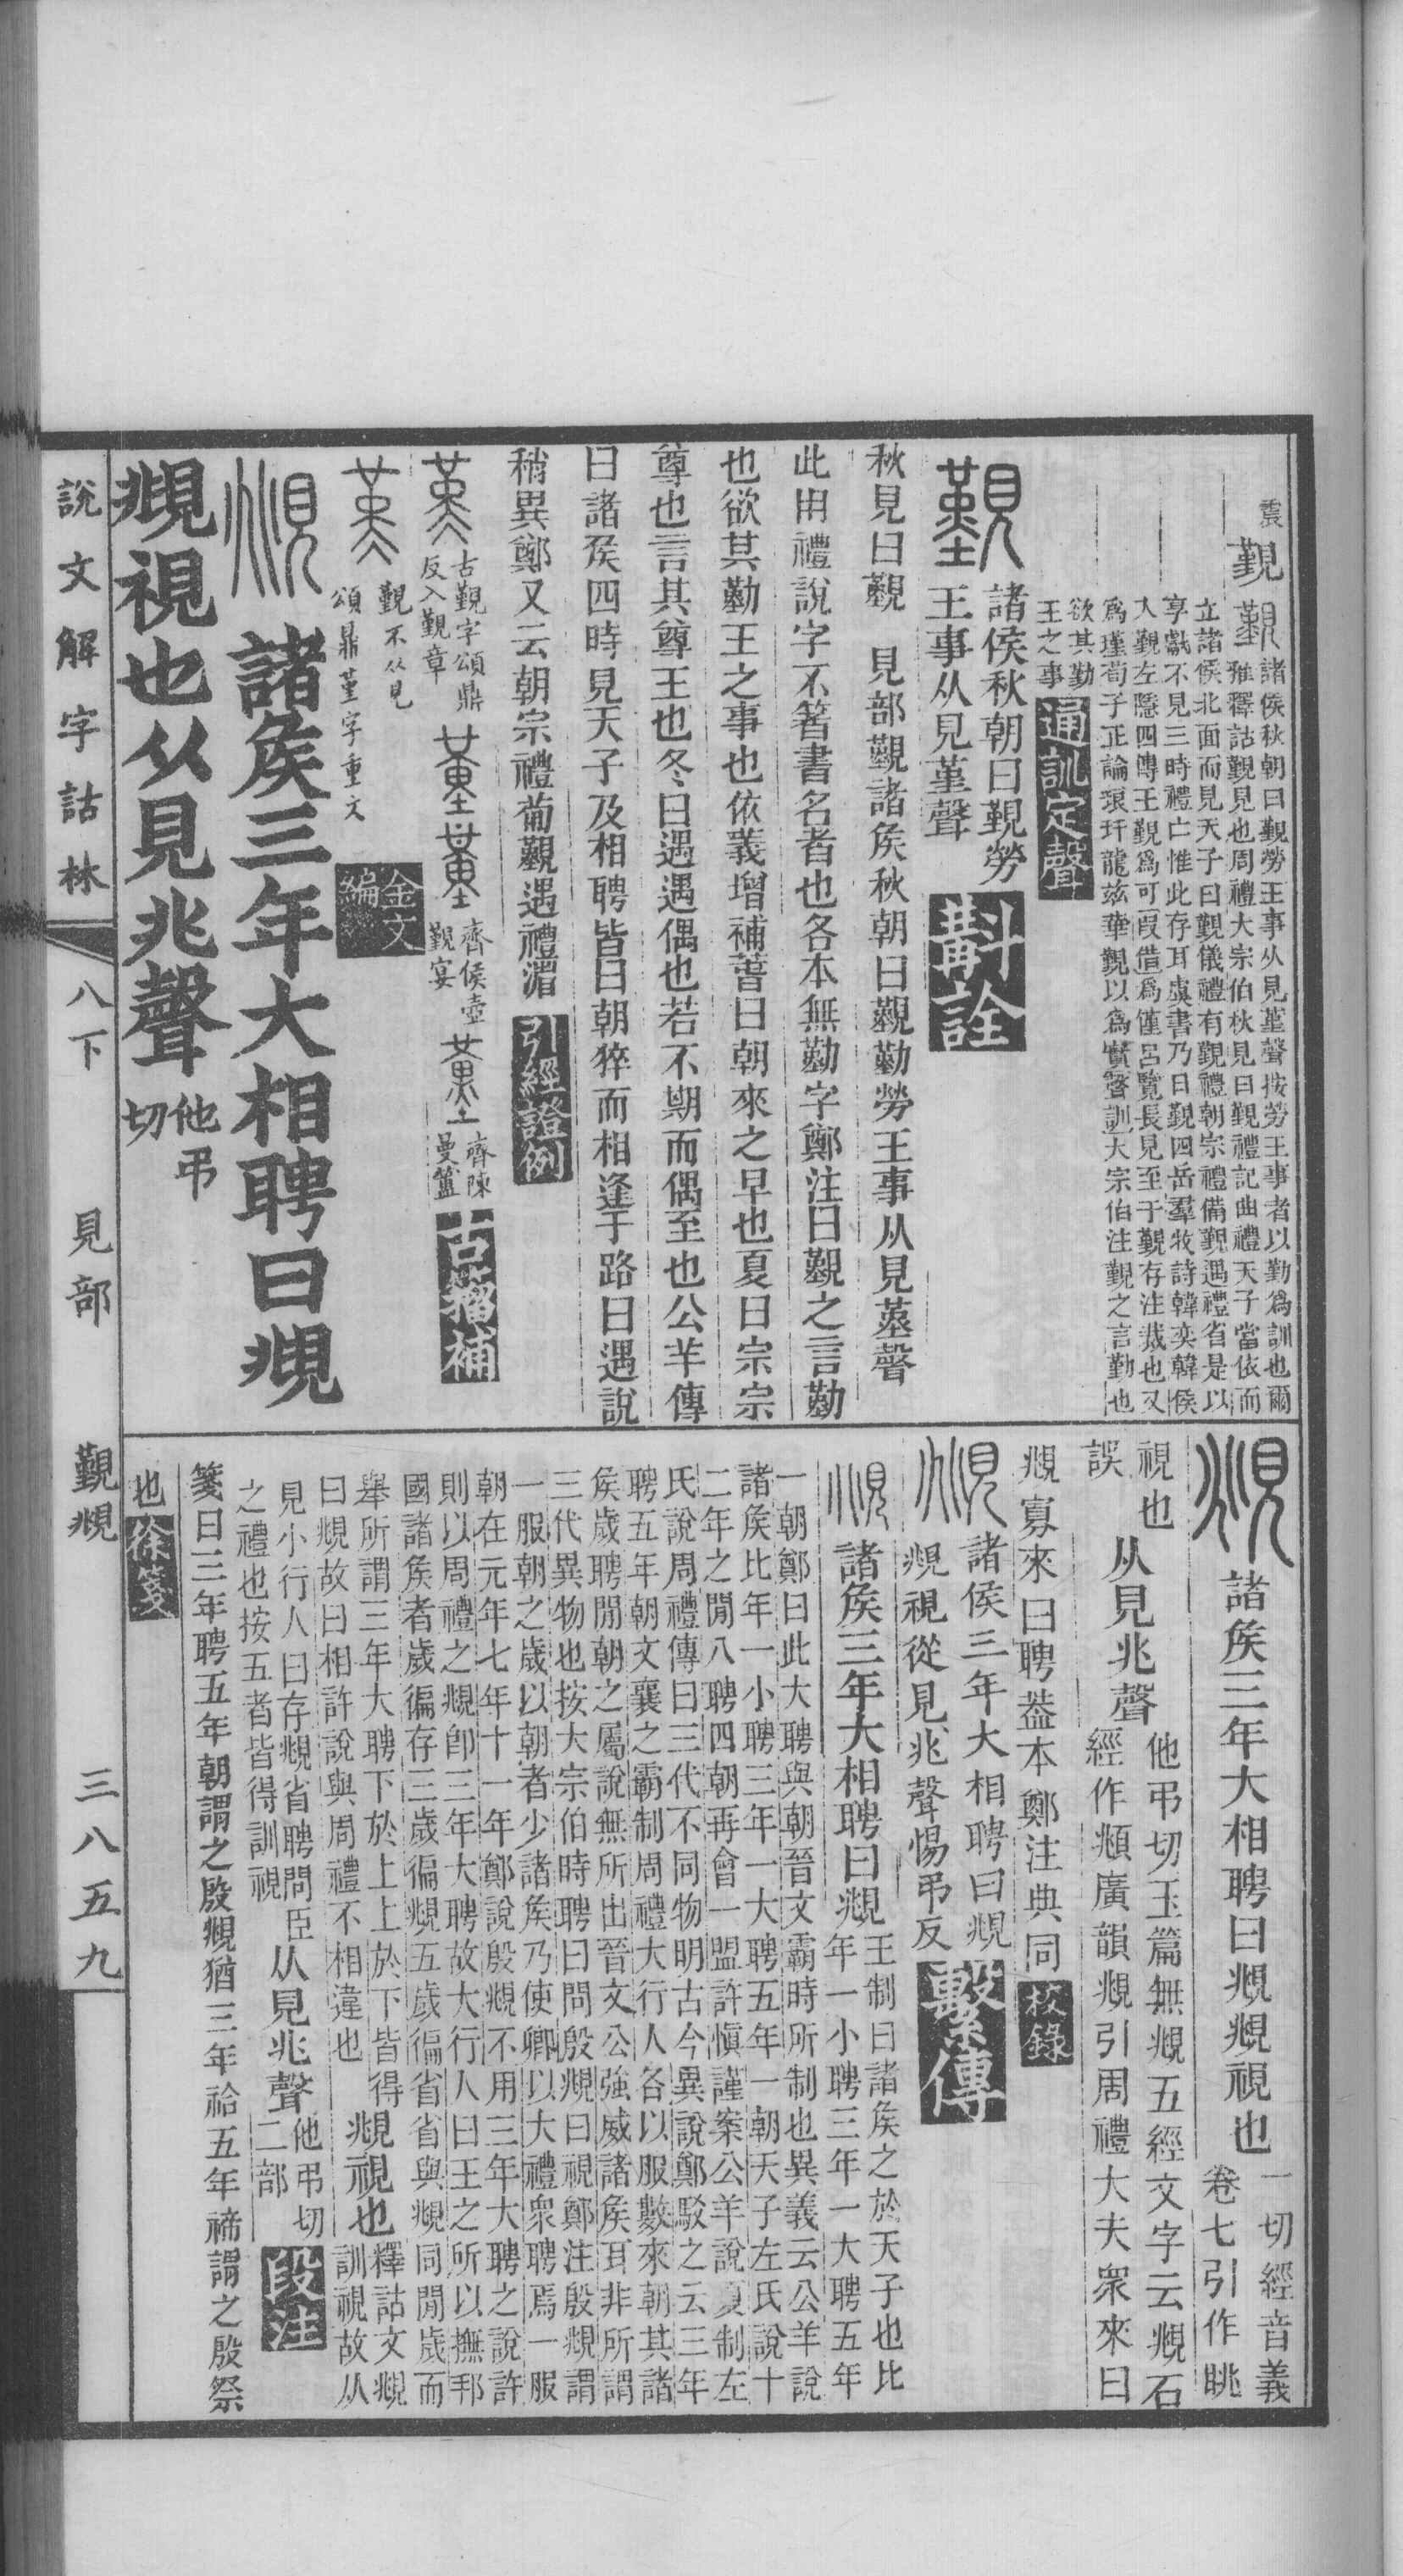 震 覲 諸侯秋朝曰覲勞王事从見堇聲按勞王事者以勤爲訓也爾
雅釋詁覲見也周禮大宗伯秋見曰覲禮記曲禮天子當依而
立諸侯北面而見天子曰覲儀禮有覲禮朝宗禮備覲遇禮省是以
享獻不見三時禮亡惟此存耳虞書乃日覲四岳羣牧詩韓奕韓侯
入覲左隱四傳王覲爲可叚借爲僅呂覽長見至于覲存注裁也又
爲瑾荀子正論琅玕龍兹華覲以爲實聲訓大宗伯注覲之言勤也
欲其勤
王之事
通訓定聲
諸侯秋朝曰覲勞
王事从見堇聲
斠詮
秋見曰覲 見部覲諸矦秋朝曰覲勤勞王事从見堇聲
此用禮說字不箸書名者也各本無勤字鄭注曰覲之言勤
也欲其勤王之事也依義增補葢曰朝來之早也夏曰宗宗
尊也言其尊王也冬曰遇遇偶也若不期而偶至也公羊傳
曰諸矦四時見天子及相聘皆曰朝猝而相逢于路曰遇說
稍異鄭又云朝宗禮葡覲遇禮湣 引經證例
古覲字頌鼎
反入覲章
齊侯壺
覲宴
齊陳
曼簠
古籀補
覲不从見
頌鼎堇字重文
金文編
諸矦三年大相聘曰覜
覜視也从見兆聲 他弔切
諸矦三年大相聘曰覜覜視也 一切經音義
卷七引作眺
視也
誤
从見兆聲 他弔切玉篇無覜五經文字云覜石
經作頫廣韻覜引周禮大夫衆來曰
覜寡來曰聘葢本鄭注典同 校錄
諸侯三年大相聘曰覜
覜視從見兆聲惕弔反 繫傳
諸矦三年大相聘曰覜 王制曰諸矦之於天子也比
年一小聘三年一大聘五年
一朝鄭曰此大聘與朝晉文霸時所制也異義云公羊說
諸矦比年一小聘三年一大聘五年一朝天子左氏說十
二年之閒八聘四朝再會一盟許愼謹案公羊說夏制左
氏說周禮傳曰三代不同物明古今異說鄭駁之云三年
聘五年朝文襄之霸制周禮大行人各以服數來朝其諸
矦歲聘閒朝之屬說無所出晉文公強威諸矦耳非所謂
三代異物也按大宗伯時聘曰問殷覜曰視鄭注殷覜謂
一服朝之歲以朝者少諸矦乃使卿以大禮衆聘焉一服
朝在元年七年十一年鄭說殷覜不用三年大聘之說許
則以周禮之覜卽三年大聘故大行人曰王之所以撫邦
國諸矦者歲徧存三歲徧覜五歲徧省省與覜同閒歲而
舉所謂三年大聘下於上上於下皆得
曰覜故曰相許說與周禮不相違也
覜視也 釋詁文覜
訓視故从
見小行人曰存覜省聘問臣
之禮也按五者皆得訓視
从見兆聲 他弔切
二部
段注
箋曰三年聘五年朝謂之殷覜猶三年祫五年禘謂之殷祭
也 徐箋
說文解字詁林 八下 見部 覲覜 三八五九